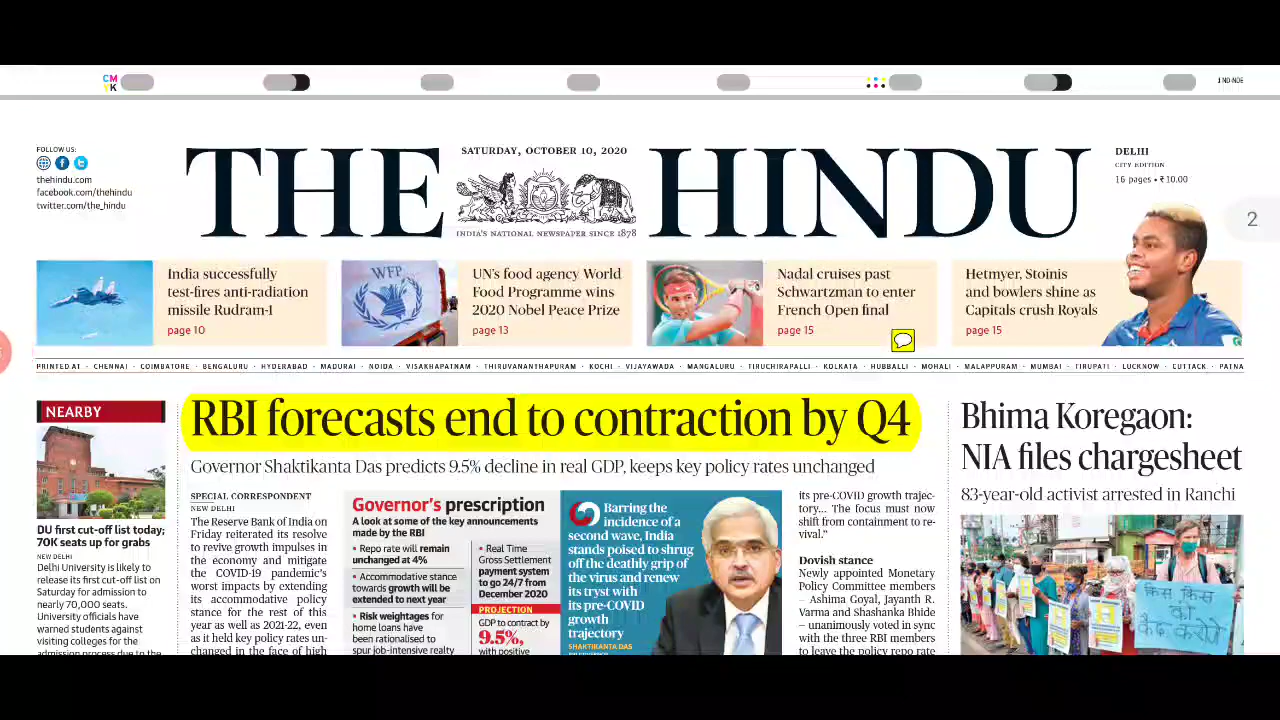 CM
YK
1 ND-NDE
FOLLOW US:
thehindu.com
facebook.com/thehindu
twitter.com/the_hindu
THE HINDU
SATURDAY, OCTOBER 10, 2020
INDIA'S NATIONAL NEWSPAPER SINCE 1878
DELHI
CITY EDITION
16 pages • ₹10.00
2
India successfully
test-fires anti-radiation
missile Rudram-I
page 10
WFP
UN's food agency World
Food Programme wins
2020 Nobel Peace Prize
page 13
Nadal cruises past
Schwartzman to enter
French Open final
page 15
Hetmyer, Stoinis
and bowlers shine as
Capitals crush Royals
page 15
PRINTED AT · CHENNAI · COIMBATORE · BENGALURU · HYDERABAD · MADURAI · NOIDA · VISAKHAPATNAM · THIRUVANANTHAPURAM · KOCHI · VIJAYAWADA · MANGALURU · TIRUCHIRAPALLI · KOLKATA · HUBBALLI · MOHALI · MALAPPURAM · MUMBAI · TIRUPATI · LUCKNOW · CUTTACK · PATNA
NEARBY
DU first cut-off list today;
70K seats up for grabs
NEW DELHI
Delhi University is likely to
release its first cut-off list on
Saturday for admission to
nearly 70,000 seats.
University officials have
warned students against
visiting colleges for the
admission process due to the
RBI forecasts end to contraction by Q4
Governor Shaktikanta Das predicts 9.5% decline in real GDP, keeps key policy rates unchanged
SPECIAL CORRESPONDENT
NEW DELHI
The Reserve Bank of India on
Friday reiterated its resolve
to revive growth impulses in
the economy and mitigate
the COVID-19 pandemic's
worst impacts by extending
its accommodative policy
stance for the rest of this
year as well as 2021-22, even
as it held key policy rates un-
changed in the face of high
Governor's prescription
A look at some of the key announcements
made by the RBI
• Repo rate will remain
unchanged at 4%
• Accommodative stance
towards growth will be
extended to next year
• Risk weightages for
home loans have
been rationalised to
spur job-intensive realty
• Real Time
Gross Settlement
payment system
to go 24/7 from
December 2020
PROJECTION
GDP to contract by
9.5%,
with positive
Barring the
incidence of a
second wave, India
stands poised to shrug
off the deathly grip of
the virus and renew
its tryst with
its pre-COVID
growth
trajectory
SHAKTIKANTA DAS
its pre-COVID growth trajec-
tory... The focus must now
shift from containment to re-
vival."
Dovish stance
Newly appointed Monetary
Policy Committee members
– Ashima Goyal, Jayanth R.
Varma and Shashanka Bhide
– unanimously voted in sync
with the three RBI members
to leave the policy repo rate
Bhima Koregaon:
NIA files chargesheet
83-year-old activist arrested in Ranchi
किस किस
को
कैद करोगे